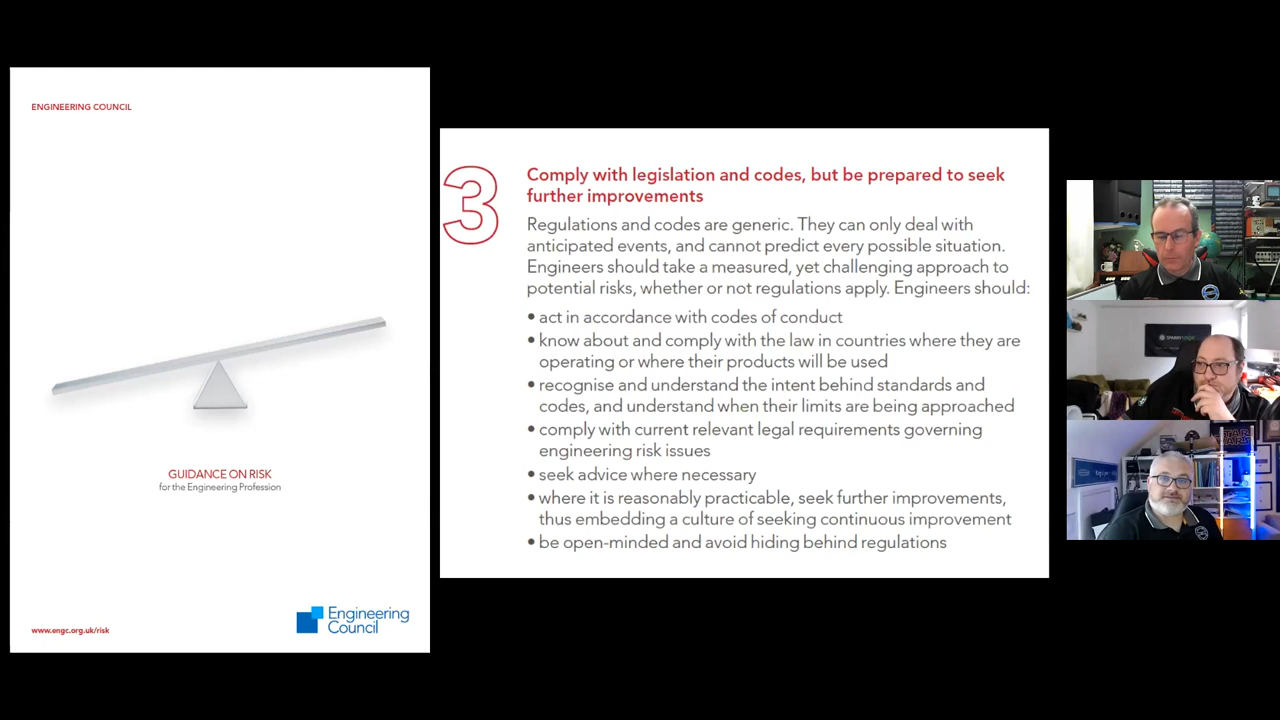 ENGINEERING COUNCIL
GUIDANCE ON RISK
for the Engineering Profession
www.engc.org.uk/risk
Engineering
Council
3
Comply with legislation and codes, but be prepared to seek
further improvements
Regulations and codes are generic. They can only deal with
anticipated events, and cannot predict every possible situation.
Engineers should take a measured, yet challenging approach to
potential risks, whether or not regulations apply. Engineers should:
• act in accordance with codes of conduct
• know about and comply with the law in countries where they are
operating or where their products will be used
• recognise and understand the intent behind standards and
codes, and understand when their limits are being approached
• comply with current relevant legal requirements governing
engineering risk issues
• seek advice where necessary
• where it is reasonably practicable, seek further improvements,
thus embedding a culture of seeking continuous improvement
• be open-minded and avoid hiding behind regulations
STAR
WARS